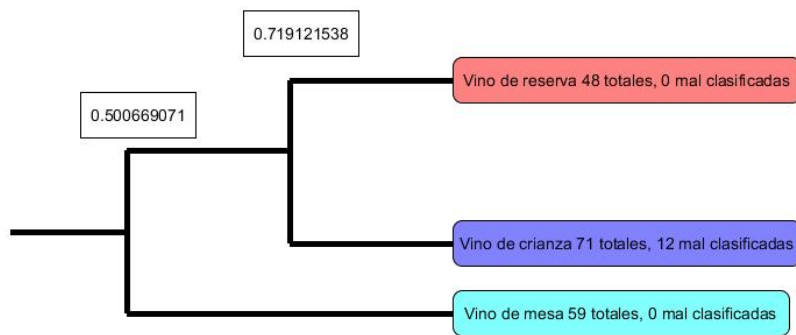 0.719121538
Vino de reserva 48 totales, 0 mal clasificadas
0.500669071
Vino de crianza 71 totales, 12 mal clasificadas
Vino de mesa 59 totales, 0 mal clasificadas